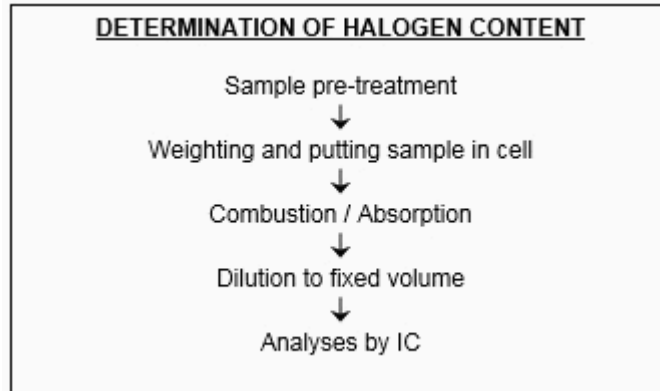 DETERMINATION OF HALOGEN CONTENT
Sample pre-treatment
↓
Weighting and putting sample in cell
↓
Combustion / Absorption
↓
Dilution to fixed volume
↓
Analyses by IC